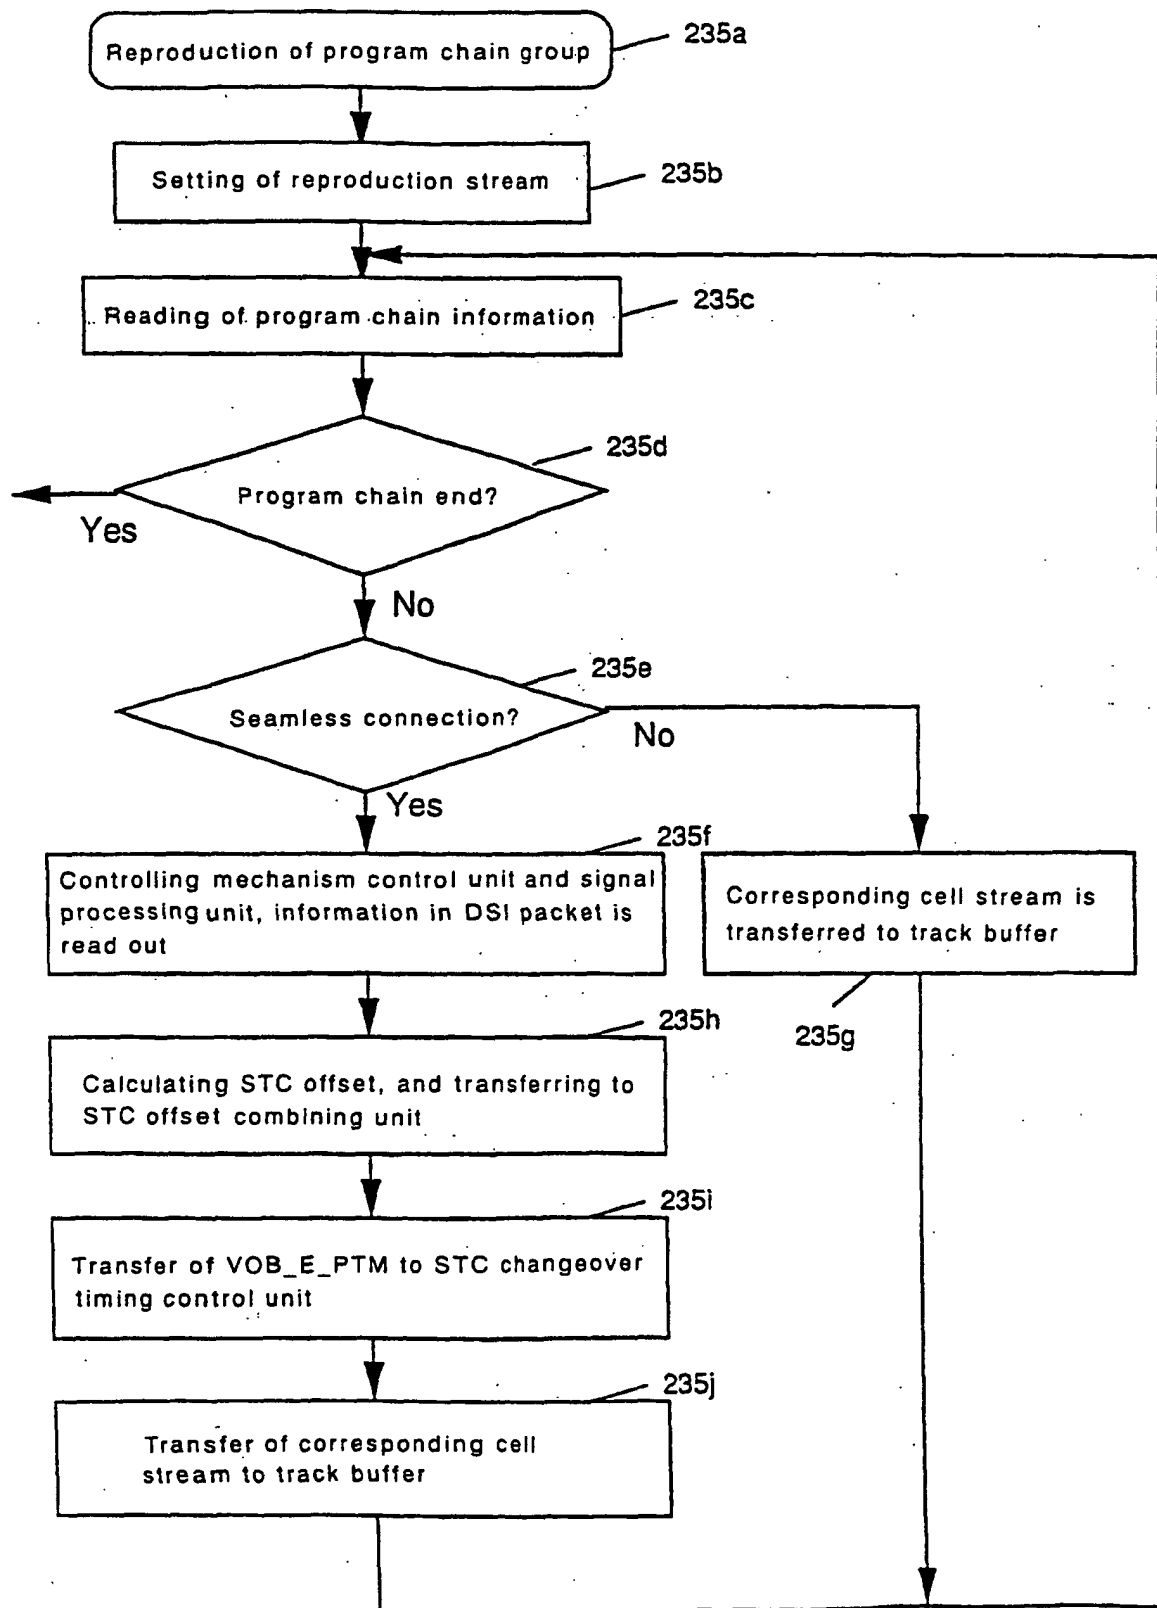 Reproduction of program chain group
235a
Setting of reproduction stream
235b
Reading of program chain information
235c
235d
Program chain end?
Yes
No
235e
Seamless connection?
No
Yes
235f
Controlling mechanism control unit and signal
processing unit, information in DSI packet is
read out
Corresponding cell stream is
transferred to track buffer
235g
235h
Calculating STC offset, and transferring to
STC offset combining unit
235i
Transfer of VOB_E_PTM to STC changeover
timing control unit
235j
Transfer of corresponding cell
stream to track buffer